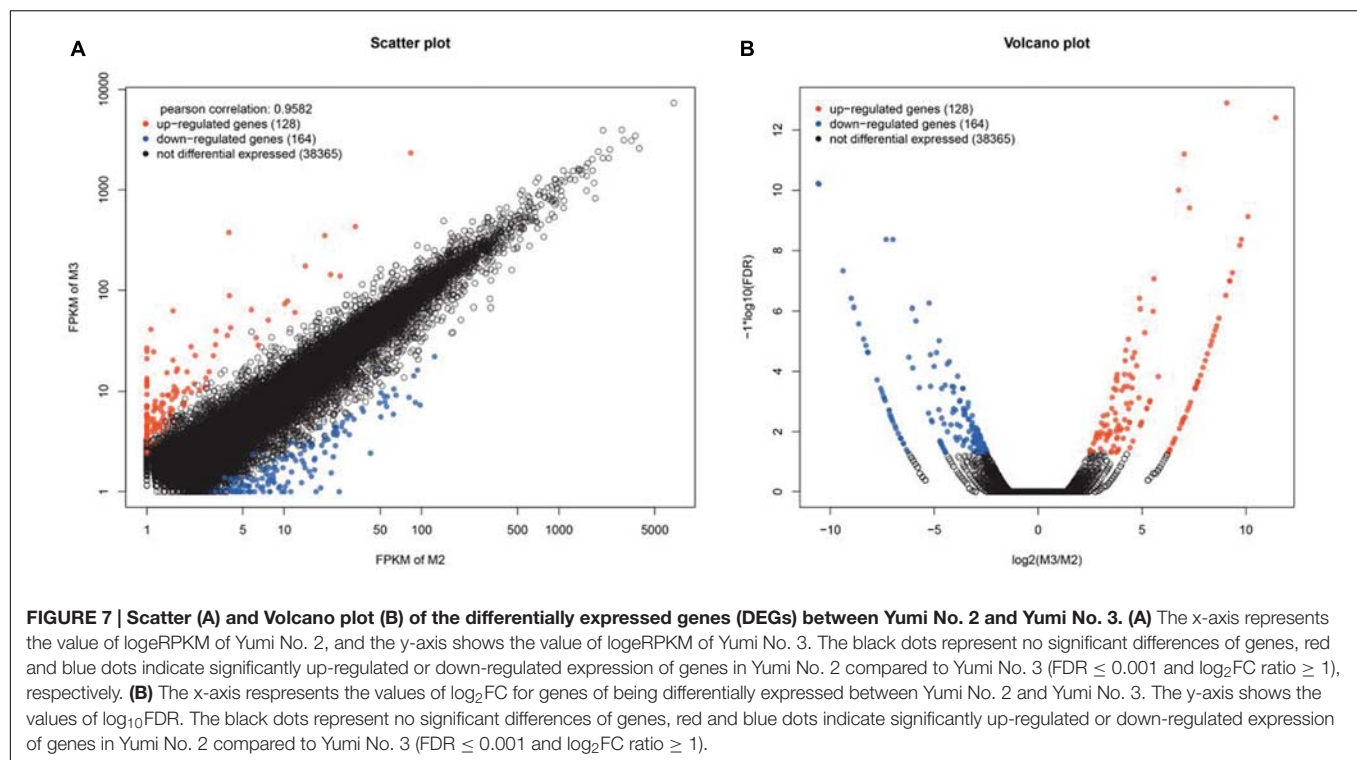 A
Scatter plot
10000
1000
100
10
1
FPKM of M3
pearson correlation: 0.9582
up-regulated genes (128)
down-regulated genes (164)
not differential expressed (38365)
1 5 10 50 100 500 1000 5000
FPKM of M2
B
Volcano plot
12
10
8
6
4
2
0
-1*log10(FDR)
up-regulated genes (128)
down-regulated genes (164)
not differential expressed (38365)
-10 -5 0 5 10
log2(M3/M2)
FIGURE 7 | Scatter (A) and Volcano plot (B) of the differentially expressed genes (DEGs) between Yumi No. 2 and Yumi No. 3. (A) The x-axis represents
the value of logeRPKM of Yumi No. 2, and the y-axis shows the value of logeRPKM of Yumi No. 3. The black dots represent no significant differences of genes, red
and blue dots indicate significantly up-regulated or down-regulated expression of genes in Yumi No. 2 compared to Yumi No. 3 (FDR ≤ 0.001 and log₂FC ratio ≥ 1),
respectively. (B) The x-axis respresents the values of log₂FC for genes of being differentially expressed between Yumi No. 2 and Yumi No. 3. The y-axis shows the
values of log₁₀FDR. The black dots represent no significant differences of genes, red and blue dots indicate significantly up-regulated or down-regulated expression
of genes in Yumi No. 2 compared to Yumi No. 3 (FDR ≤ 0.001 and log₂FC ratio ≥ 1).